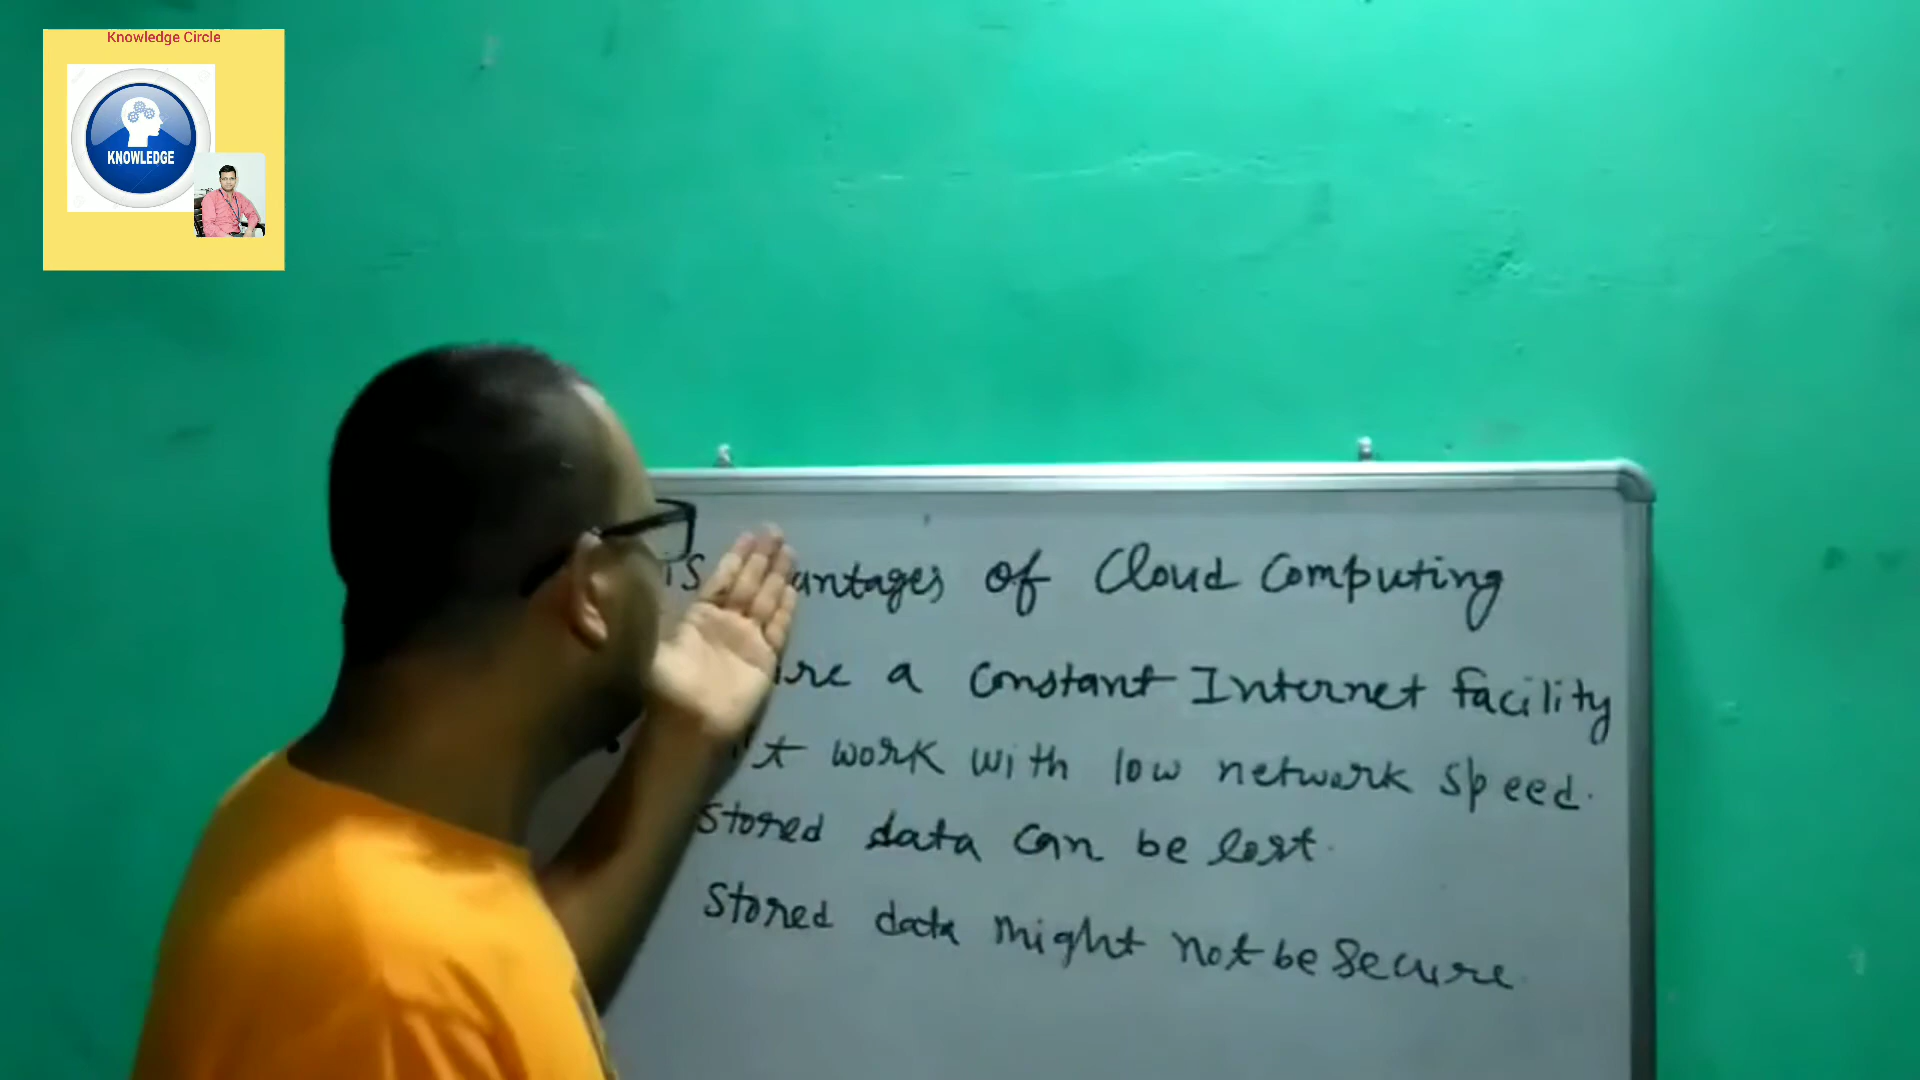 Knowledge Circle
KNOWLEDGE
of Cloud Computing
a Constant Internet facility
work with low network speed.
stored data can be lost.
Stored data might not be Secure.